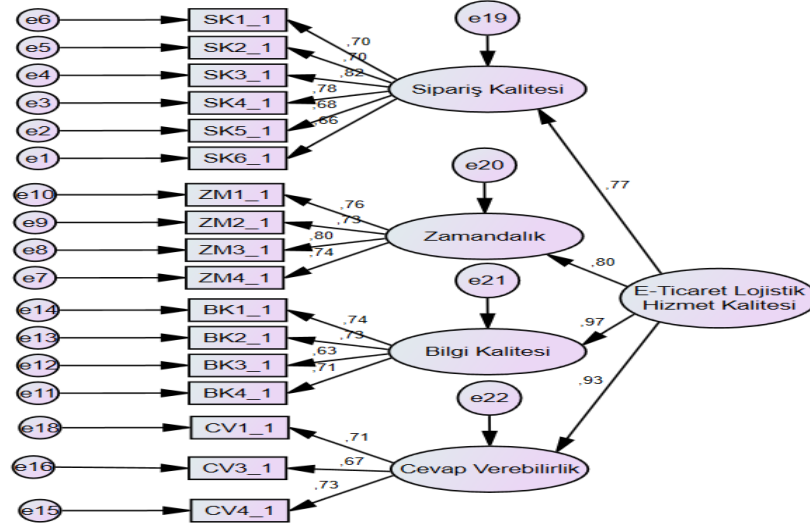 e6
SK1_1
e5
SK2_1
e4
SK3_1
e3
SK4_1
e2
SK5_1
e1
SK6_1
,70
,70
,82
,78
,68
,66
e19
Sipariş Kalitesi
e10
ZM1_1
e9
ZM2_1
e8
ZM3_1
e7
ZM4_1
,76
,73
,80
,74
e20
Zamandalık
e14
BK1_1
e13
BK2_1
e12
BK3_1
e11
BK4_1
,74
,73
,63
,71
e21
Bilgi Kalitesi
e18
CV1_1
e16
CV3_1
e15
CV4_1
,71
,67
,73
e22
Cevap Verebilirlik
,77
,80
,97
,93
E-Ticaret Lojistik
Hizmet Kalitesi